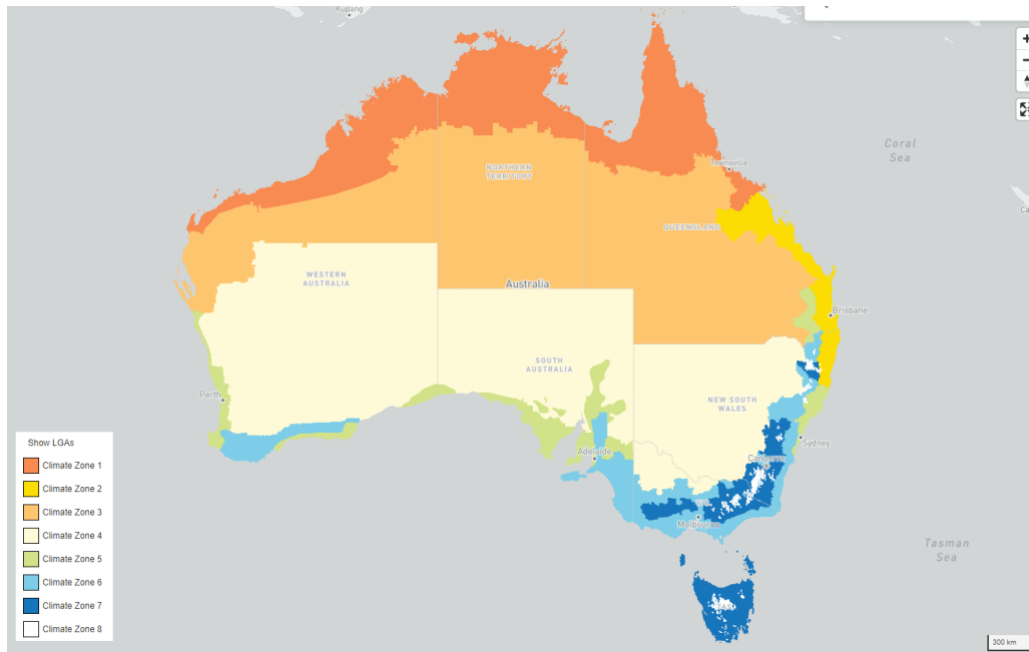 Kupang
Coral
Sea
Townsville
NORTHERN
TERRITORY
QUEENSLAND
WESTERN
AUSTRALIA
Australia
Brisbane
SOUTH
AUSTRALIA
Perth
NEW SOUTH
WALES
Sydney
Adelaide
Canberra
Melbourne
Tasman
Sea
Show LGAs
Climate Zone 1
Climate Zone 2
Climate Zone 3
Climate Zone 4
Climate Zone 5
Climate Zone 6
Climate Zone 7
Climate Zone 8
300 km